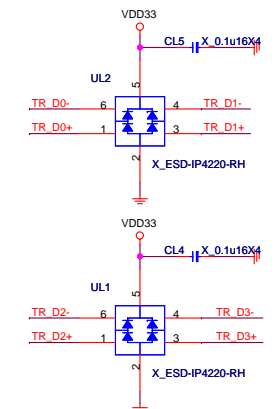 VDD33
CL5 X_0.1u16X4
UL2
5
TR_D0- 6 4 TR_D1-
TR_D0+ 1 3 TR_D1+
2
X_ESD-IP4220-RH
VDD33
CL4 X_0.1u16X4
UL1
5
TR_D2- 6 4 TR_D3-
TR_D2+ 1 3 TR_D3+
2
X_ESD-IP4220-RH